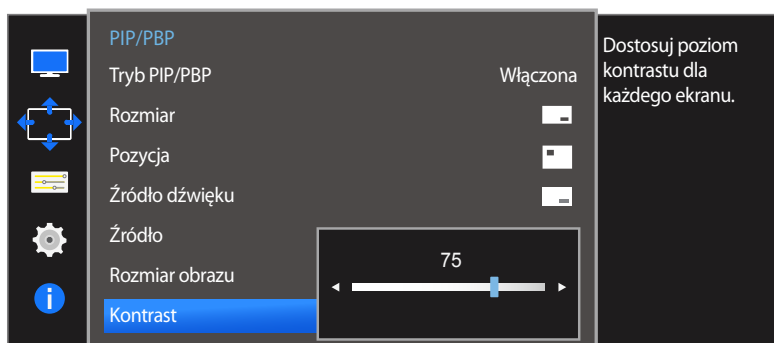 PIP/PBP
Tryb PIP/PBP Włączona
Rozmiar
Pozycja
Źródło dźwięku
Źródło
Rozmiar obrazu
Kontrast
75
Dostosuj poziom
kontrastu dla
każdego ekranu.
i